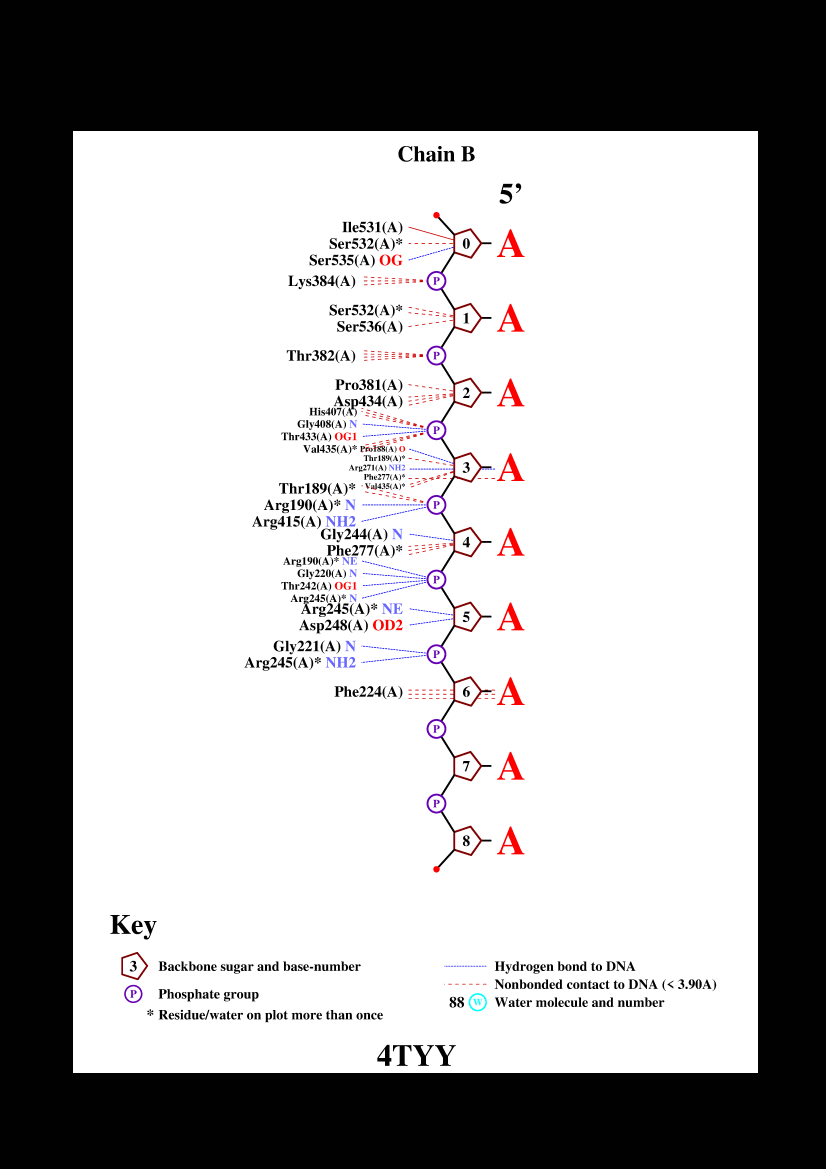 Chain B
5’
Ile531(A)
Ser532(A)*
0 A
Ser535(A) OG
Lys384(A) P
Ser532(A)*
1 A
Ser536(A)
Thr382(A) P
Pro381(A)
2 A
Asp434(A)
His407(A)
Gly408(A) N
P
Thr433(A) OG1
Val435(A)* Pro188(A) O
Thr189(A)*
Arg271(A) NH2 3 A
Phe277(A)*
Val435(A)*
Thr189(A)*
Arg190(A)* N P
Arg415(A) NH2
Gly244(A) N
4 A
Phe277(A)*
Arg190(A)* NE
Gly220(A) N
P
Thr242(A) OG1
Arg245(A)* N
Arg245(A)* NE
5 A
Asp248(A) OD2
Gly221(A) N
P
Arg245(A)* NH2
Phe224(A) 6 A
P
7 A
P
8 A
Key
3 Backbone sugar and base-number
Hydrogen bond to DNA
Nonbonded contact to DNA (< 3.90A)
P Phosphate group
88 W Water molecule and number
* Residue/water on plot more than once
4TYY